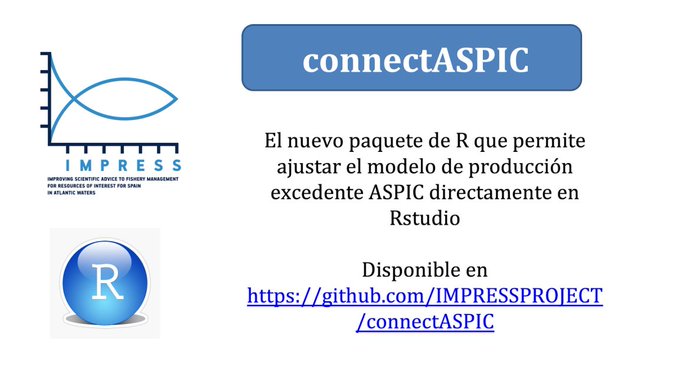 connectASPIC
El nuevo paquete de R que permite
ajustar el modelo de producción
excedente ASPIC directamente en
Rstudio
Disponible en
https://github.com/IMPRESSPROJECT
/connectASPIC
IMPRESS
IMPROVING SCIENTIFIC ADVICE TO FISHERY MANAGEMENT
FOR RESOURCES OF INTEREST FOR SPAIN
IN ATLANTIC WATERS
R